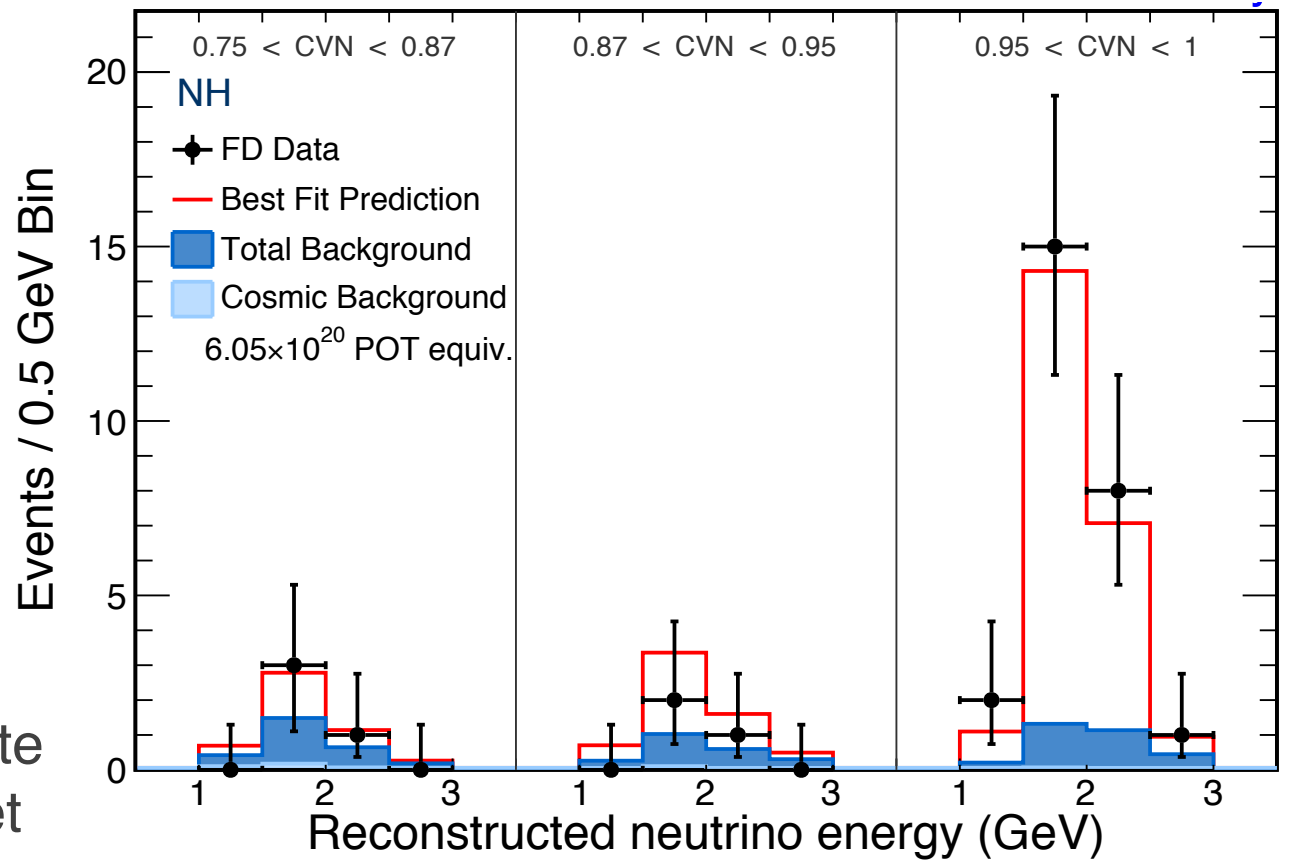 0.75 < CVN < 0.87
0.87 < CVN < 0.95
0.95 < CVN < 1
NH
FD Data
Best Fit Prediction
Total Background
Cosmic Background
6.05×10²⁰ POT equiv.
Events / 0.5 GeV Bin
20
15
10
5
0
1 2 3
1 2 3
1 2 3
Reconstructed neutrino energy (GeV)
te
et